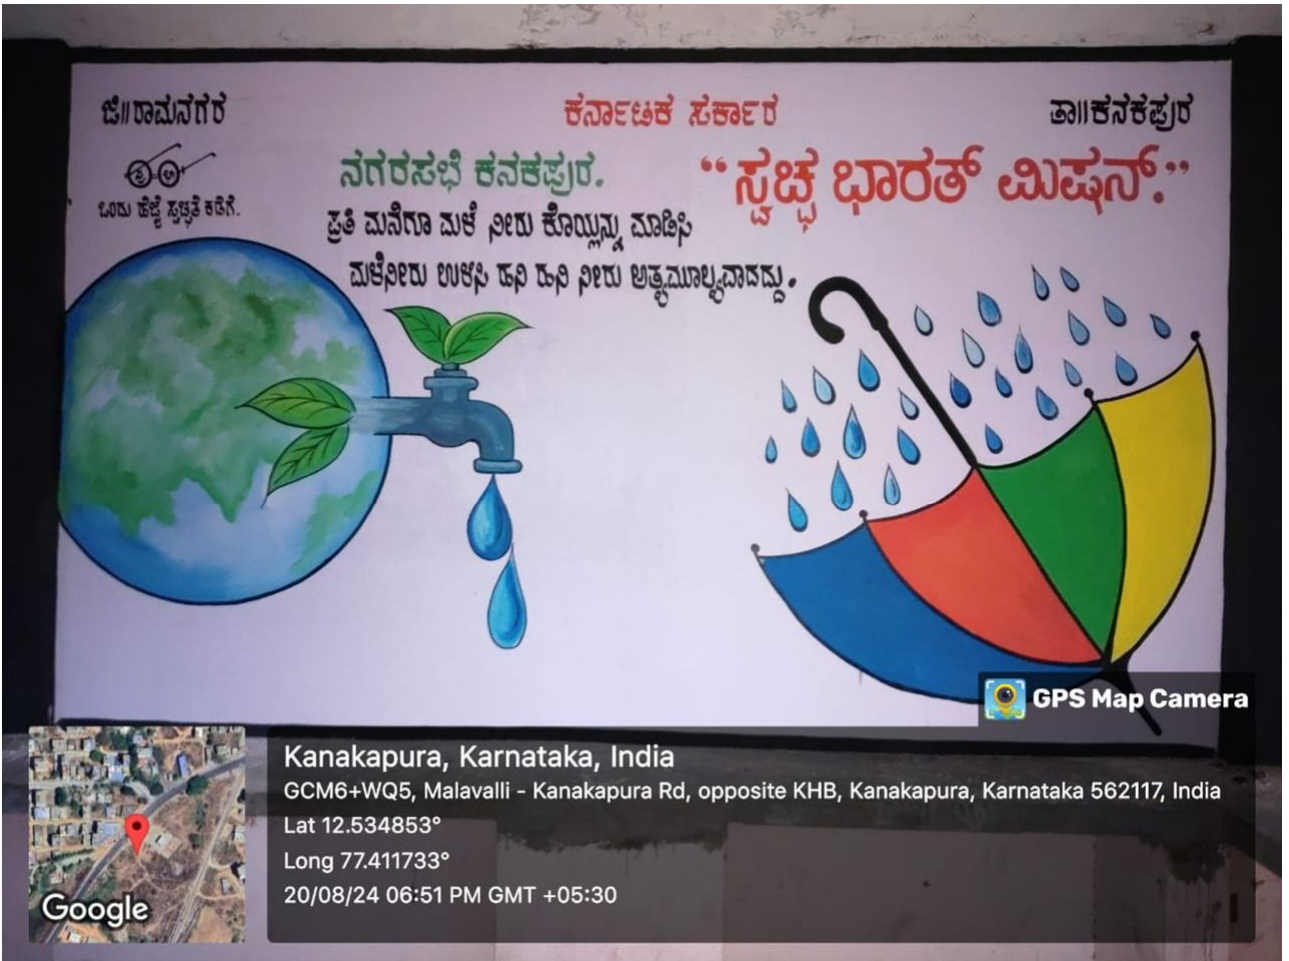 ಜಿ॥ರಾಮನಗರ
ಕರ್ನಾಟಕ ಸರ್ಕಾರ
ತಾ॥ಕನಕಪುರ
ನಗರಸಭೆ ಕನಕಪುರ.
“ಸ್ವಚ್ಛ ಭಾರತ್ ಮಿಷನ್.”
ಒಂದು ಹೆಜ್ಜೆ ಸ್ವಚ್ಛತೆ ಕಡೆಗೆ.
ಪ್ರತಿ ಮನೆಗೂ ಮಳೆ ನೀರು ಕೊಯ್ಲನ್ನು ಮಾಡಿಸಿ
ಮಳೆನೀರು ಉಳಿಸಿ ಹನಿ ಹನಿ ನೀರು ಅತ್ಯಮೂಲ್ಯವಾದದ್ದು.
GPS Map Camera
Kanakapura, Karnataka, India
GCM6+WQ5, Malavalli - Kanakapura Rd, opposite KHB, Kanakapura, Karnataka 562117, India
Lat 12.534853°
Long 77.411733°
20/08/24 06:51 PM GMT +05:30
Google